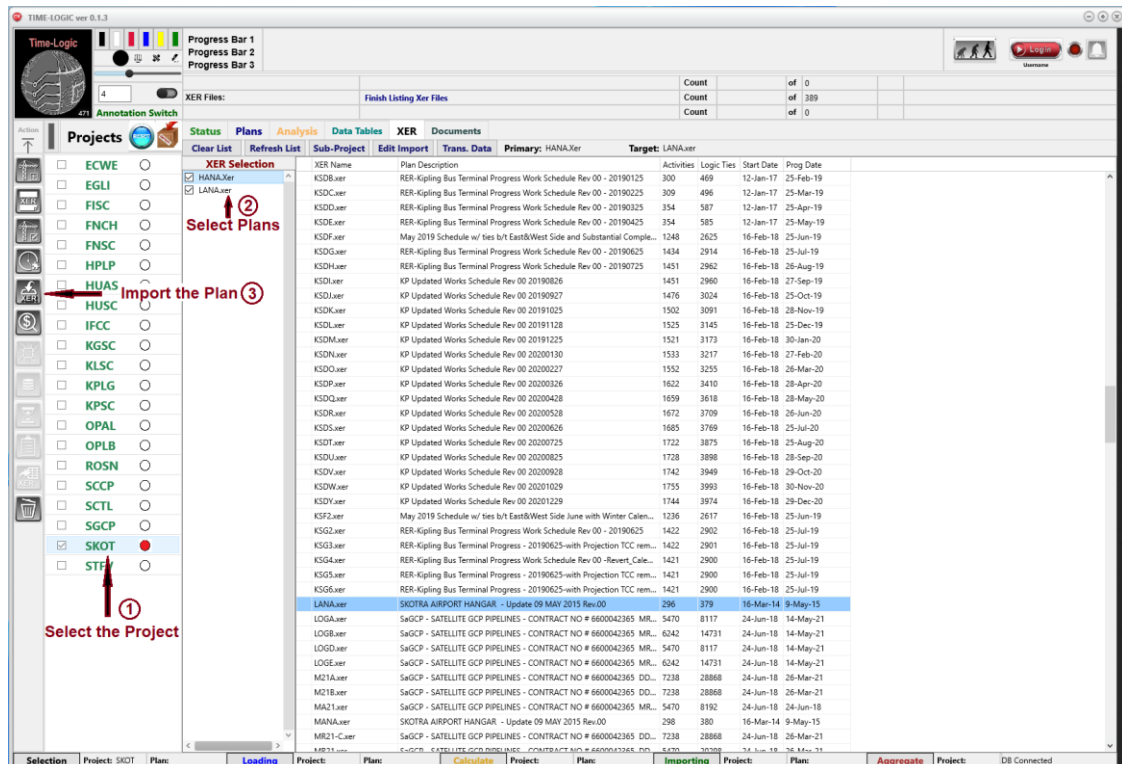 TIME-LOGIC ver 0.1.3
Time-Logic
471
4
Annotation Switch
Progress Bar 1
Progress Bar 2
Progress Bar 3
Login
Username
Count of 0
XER Files: Finish Listing Xer Files Count of 389
Count of 0
Action
Projects
Status Plans Analysis Data Tables XER Documents
Clear List Refresh List Sub-Project Edit Import Trans. Data Primary: HANA.Xer Target: LANA.xer
XER
XER
ECWE
EGLI
FISC
FNCH
FNSC
HPLP
HUAS
HUSC
IFCC
KGSC
KLSC
KPLG
KPSC
OPAL
OPLB
ROSN
SCCP
SCTL
SGCP
SKOT
1
Select the Project
XER Selection
HANA.Xer
LANA.xer
2
Select Plans
Import the Plan 3
XER Name Plan Description Activities Logic Ties Start Date Prog Date
KSDB.xer RER-Kipling Bus Terminal Progress Work Schedule Rev 00 - 20190125 300 469 12-Jan-17 25-Feb-19
KSDC.xer RER-Kipling Bus Terminal Progress Work Schedule Rev 00 - 20190225 309 496 12-Jan-17 25-Mar-19
KSDD.xer RER-Kipling Bus Terminal Progress Work Schedule Rev 00 - 20190325 354 587 12-Jan-17 25-Apr-19
KSDE.xer RER-Kipling Bus Terminal Progress Work Schedule Rev 00 - 20190425 354 585 12-Jan-17 25-May-19
KSDF.xer May 2019 Schedule w/ ties b/t East&West Side and Substantial Comple... 1248 2625 16-Feb-18 25-Jun-19
KSDG.xer RER-Kipling Bus Terminal Progress Work Schedule Rev 00 - 20190625 1434 2914 16-Feb-18 25-Jul-19
KSDH.xer RER-Kipling Bus Terminal Progress Work Schedule Rev 00 - 20190725 1451 2962 16-Feb-18 26-Aug-19
KSDI.xer KP Updated Works Schedule Rev 00 20190826 1451 2960 16-Feb-18 27-Sep-19
KSDJ.xer KP Updated Works Schedule Rev 00 20190927 1476 3024 16-Feb-18 25-Oct-19
KSDK.xer KP Updated Works Schedule Rev 00 20191025 1502 3091 16-Feb-18 28-Nov-19
KSDL.xer KP Updated Works Schedule Rev 00 20191128 1525 3145 16-Feb-18 25-Dec-19
KSDM.xer KP Updated Works Schedule Rev 00 20191225 1521 3173 16-Feb-18 30-Jan-20
KSDN.xer KP Updated Works Schedule Rev 00 20200130 1533 3217 16-Feb-18 27-Feb-20
KSDO.xer KP Updated Works Schedule Rev 00 20200227 1552 3255 16-Feb-18 26-Mar-20
KSDP.xer KP Updated Works Schedule Rev 00 20200326 1622 3410 16-Feb-18 28-Apr-20
KSDQ.xer KP Updated Works Schedule Rev 00 20200428 1659 3618 16-Feb-18 28-May-20
KSDR.xer KP Updated Works Schedule Rev 00 20200528 1672 3709 16-Feb-18 26-Jun-20
KSDS.xer KP Updated Works Schedule Rev 00 20200626 1685 3769 16-Feb-18 25-Jul-20
KSDT.xer KP Updated Works Schedule Rev 00 20200725 1722 3875 16-Feb-18 25-Aug-20
KSDU.xer KP Updated Works Schedule Rev 00 20200825 1728 3898 16-Feb-18 28-Sep-20
KSDV.xer KP Updated Works Schedule Rev 00 20200928 1742 3949 16-Feb-18 29-Oct-20
KSDW.xer KP Updated Works Schedule Rev 00 20201029 1755 3993 16-Feb-18 30-Nov-20
KSDY.xer KP Updated Works Schedule Rev 00 20201229 1744 3974 16-Feb-18 29-Dec-20
KSF2.xer May 2019 Schedule w/ ties b/t East&West Side June with Winter Calen... 1236 2617 16-Feb-18 25-Jun-19
KSG2.xer RER-Kipling Bus Terminal Progress Work Schedule Rev 00 - 20190625 1422 2902 16-Feb-18 25-Jul-19
KSG3.xer RER-Kipling Bus Terminal Progress - 20190625-with Projection TCC rem... 1422 2901 16-Feb-18 25-Jul-19
KSG4.xer RER-Kipling Bus Terminal Progress Work Schedule Rev 00 -Revert_Cale... 1421 2900 16-Feb-18 25-Jul-19
KSG5.xer RER-Kipling Bus Terminal Progress - 20190625-with Projection TCC rem... 1421 2900 16-Feb-18 25-Jul-19
KSG6.xer RER-Kipling Bus Terminal Progress - 20190625-with Projection TCC rem... 1421 2900 16-Feb-18 25-Jul-19
LANA.xer SKOTRA AIRPORT HANGAR - Update 09 MAY 2015 Rev.00 296 379 16-Mar-14 9-May-15
LOGA.xer SaGCP - SATELLITE GCP PIPELINES - CONTRACT NO # 6600042365 MR... 5470 8117 24-Jun-18 14-May-21
LOGB.xer SaGCP - SATELLITE GCP PIPELINES - CONTRACT NO # 6600042365 MR... 6242 14731 24-Jun-18 14-May-21
LOGD.xer SaGCP - SATELLITE GCP PIPELINES - CONTRACT NO # 6600042365 MR... 5470 8117 24-Jun-18 14-May-21
LOGE.xer SaGCP - SATELLITE GCP PIPELINES - CONTRACT NO # 6600042365 MR... 6242 14731 24-Jun-18 14-May-21
M21A.xer SaGCP - SATELLITE GCP PIPELINES - CONTRACT NO # 6600042365 DD... 7238 28868 24-Jun-18 26-Mar-21
M21B.xer SaGCP - SATELLITE GCP PIPELINES - CONTRACT NO # 6600042365 DD... 7238 28868 24-Jun-18 26-Mar-21
MA21.xer SaGCP - SATELLITE GCP PIPELINES - CONTRACT NO # 6600042365 MR... 5470 8192 24-Jun-18 24-Jun-18
MANA.xer SKOTRA AIRPORT HANGAR - Update 09 MAY 2015 Rev.00 298 380 16-Mar-14 9-May-15
MR21-C.xer SaGCP - SATELLITE GCP PIPELINES - CONTRACT NO # 6600042365 DD... 7238 28868 24-Jun-18 26-Mar-21
Selection Project: SKOT Plan: Loading Project: Plan: Calculate Project: Plan: Importing Project: Plan: Aggregate Project: DB Connected